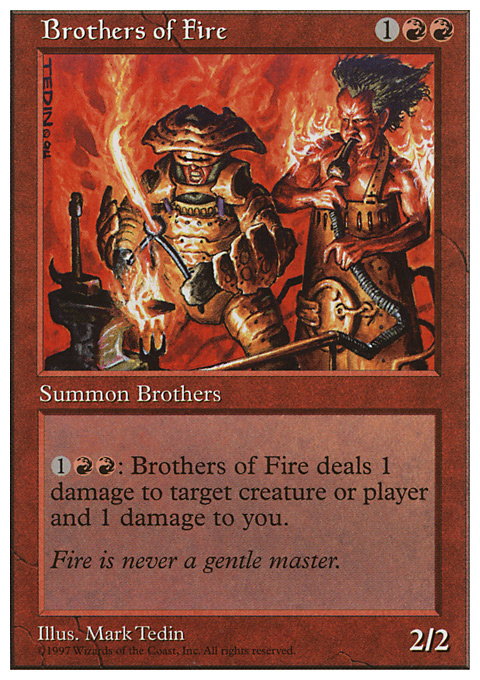 Brothers of Fire 1
TEDIN © 94
Summon Brothers
1: Brothers of Fire deals 1
damage to target creature or player
and 1 damage to you.
Fire is never a gentle master.
Illus. Mark Tedin
©1997 Wizards of the Coast, Inc. All rights reserved.
2/2